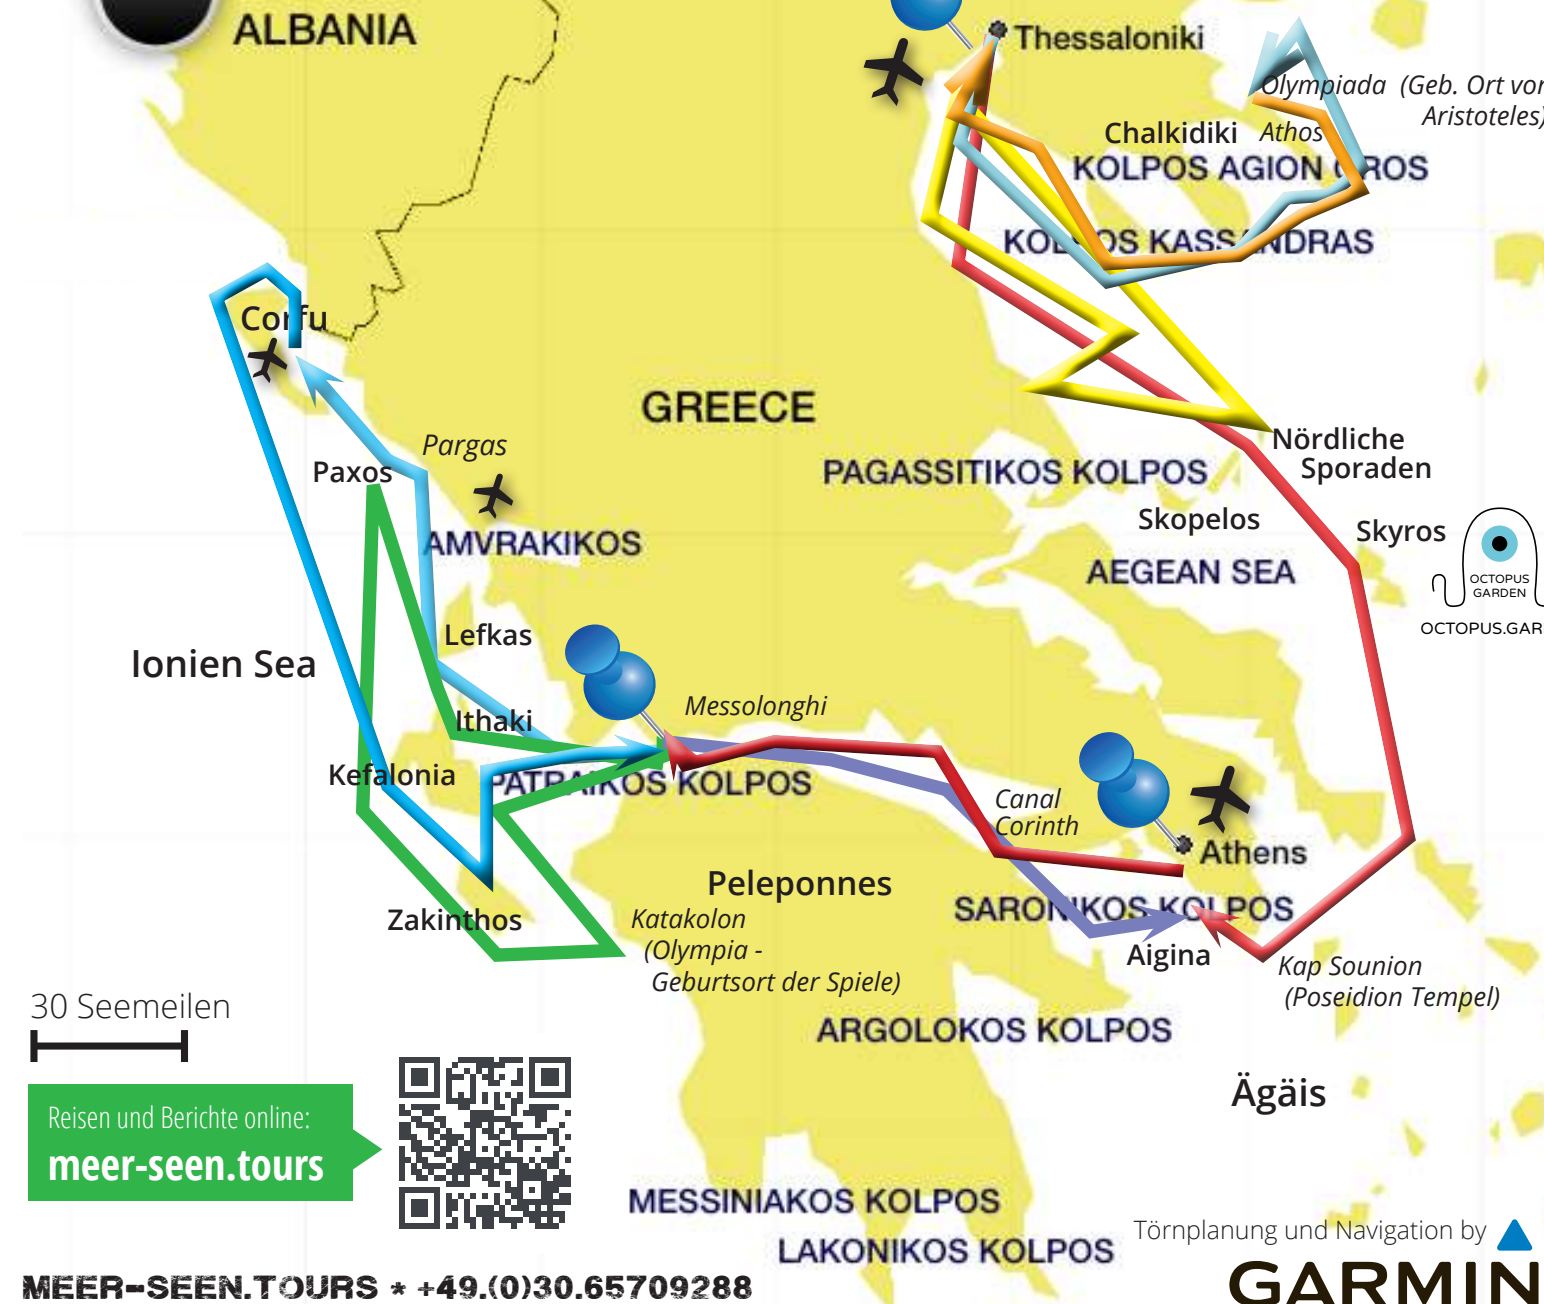 ALBANIA
Thessaloniki
Olympiada (Geb. Ort von
Aristoteles)
Chalkidiki
Athos
KOLPOS AGION OROS
KOLPOS KASSANDRAS
Corfu
GREECE
Pargas
Paxos
Nördliche
Sporaden
PAGASSITIKOS KOLPOS
Skopelos
Skyros
AMVRAKIKOS
AEGEAN SEA
OCTOPUS
GARDEN
OCTOPUS.GAR
Lefkas
Ionien Sea
Messolonghi
Ithaki
Kefalonia
PATRAIKOS KOLPOS
Canal
Corinth
Athens
Peleponnes
SARONIKOS KOLPOS
Zakinthos
Katakolon
(Olympia -
Geburtsort der Spiele)
Aigina
Kap Sounion
(Poseidion Tempel)
30 Seemeilen
ARGOLOKOS KOLPOS
Ägäis
Reisen und Berichte online:
meer-seen.tours
MESSINIAKOS KOLPOS
LAKONIKOS KOLPOS
Törnplanung und Navigation by
GARMIN
MEER-SEEN.TOURS * +49.(0)30.65709288